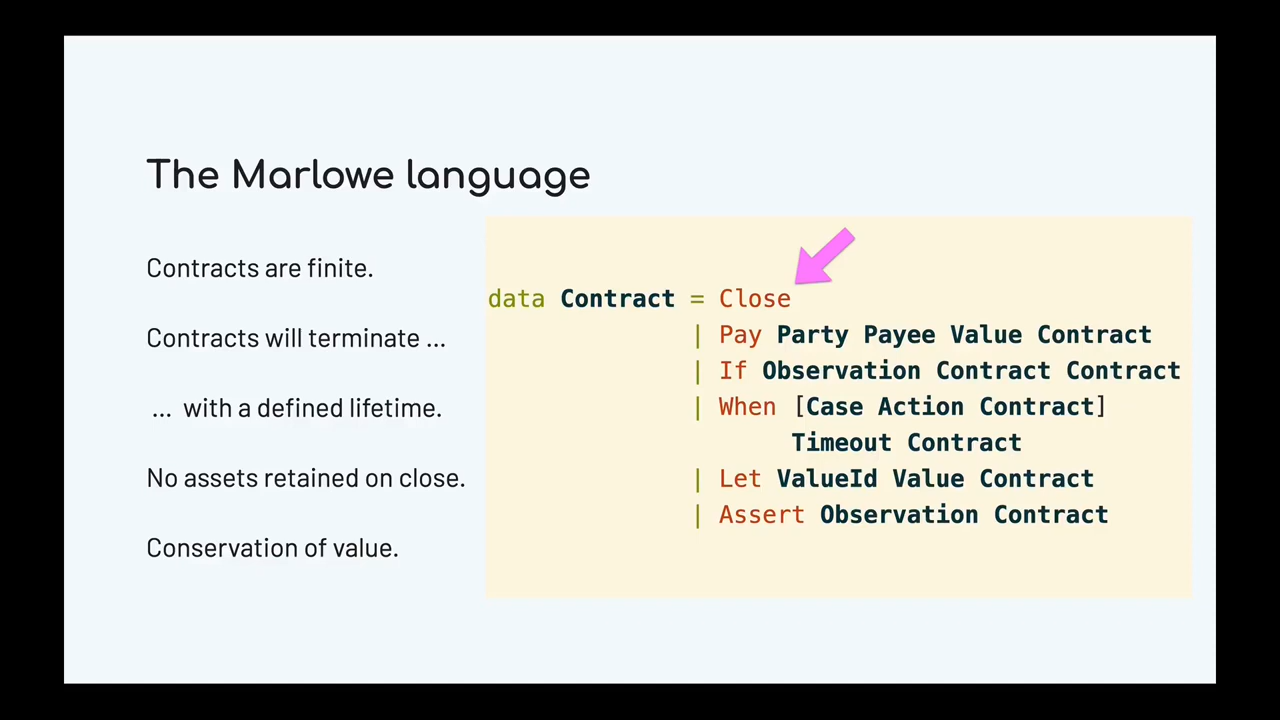 The Marlowe language
Contracts are finite.
Contracts will terminate ...
... with a defined lifetime.
No assets retained on close.
Conservation of value.
data Contract = Close
| Pay Party Payee Value Contract
| If Observation Contract Contract
| When [Case Action Contract]
Timeout Contract
| Let ValueId Value Contract
| Assert Observation Contract